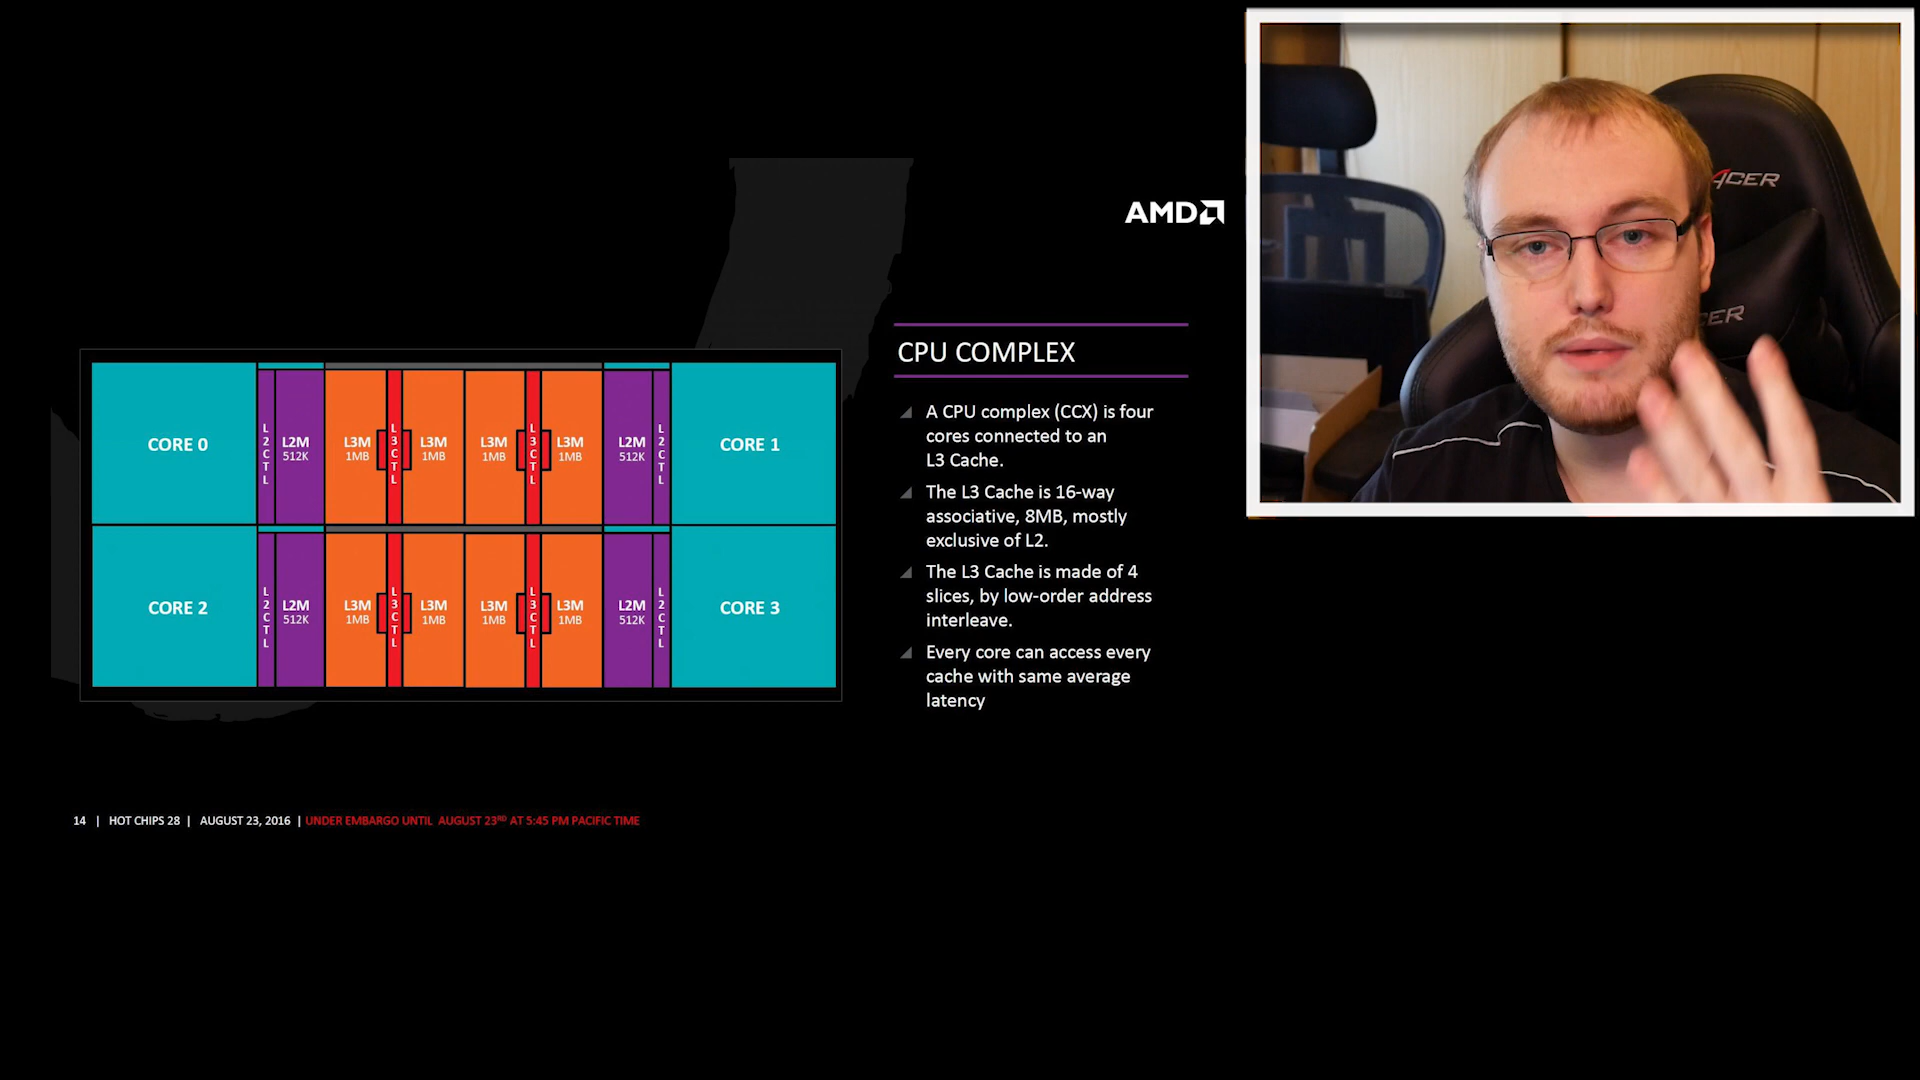 AMD
CPU COMPLEX
A CPU complex (CCX) is four
cores connected to an
L3 Cache.
The L3 Cache is 16-way
associative, 8MB, mostly
exclusive of L2.
The L3 Cache is made of 4
slices, by low-order address
interleave.
Every core can access every
cache with same average
latency
CORE 0
L2CTL
L2M
512K
L3M
1MB
L3CTL
L3M
1MB
L3M
1MB
L3CTL
L3M
1MB
L2M
512K
L2CTL
CORE 1
CORE 2
L2CTL
L2M
512K
L3M
1MB
L3CTL
L3M
1MB
L3M
1MB
L3CTL
L3M
1MB
L2M
512K
L2CTL
CORE 3
14 | HOT CHIPS 28 | AUGUST 23, 2016 | UNDER EMBARGO UNTIL AUGUST 23RD AT 5:45 PM PACIFIC TIME
ACER
CER